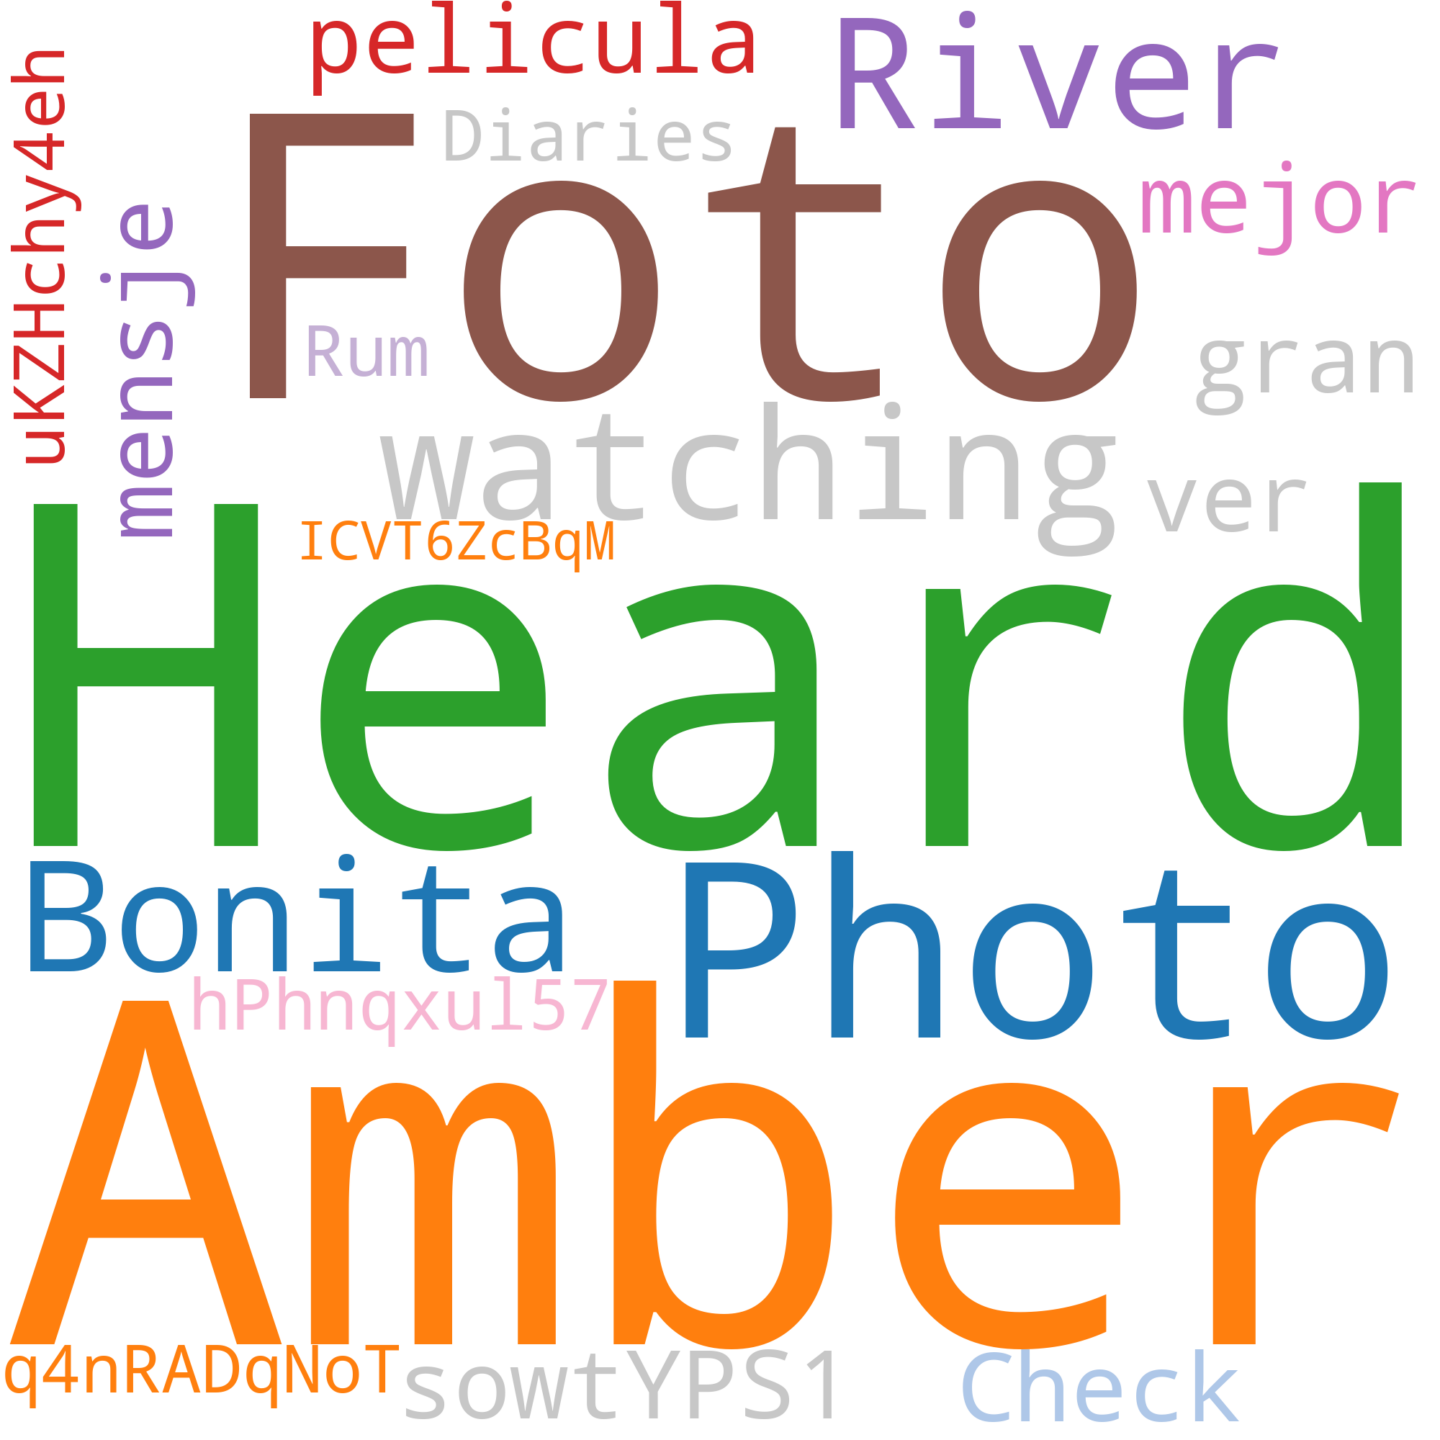 pelicula
River
uKZHchy4eh
Diaries
Foto
mejor
mensje
Rum
gran
watching
ver
ICVT6ZcBqM
Heard
Bonita
Photo
hPhnqxul57
Amber
q4nRADqNoT
sowtYPS1
Check